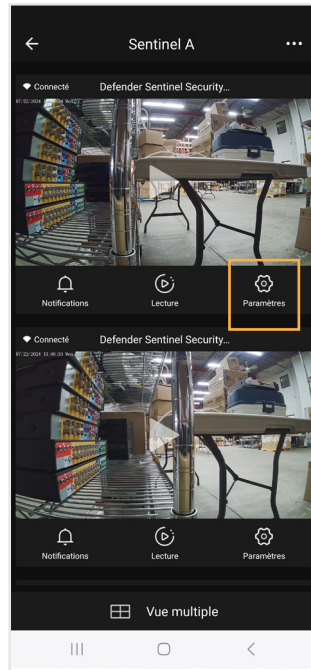 Sentinel A
Connecté Defender Sentinel Security...
Notifications Lecture Paramètres
Connecté Defender Sentinel Security...
Notifications Lecture Paramètres
Vue multiple